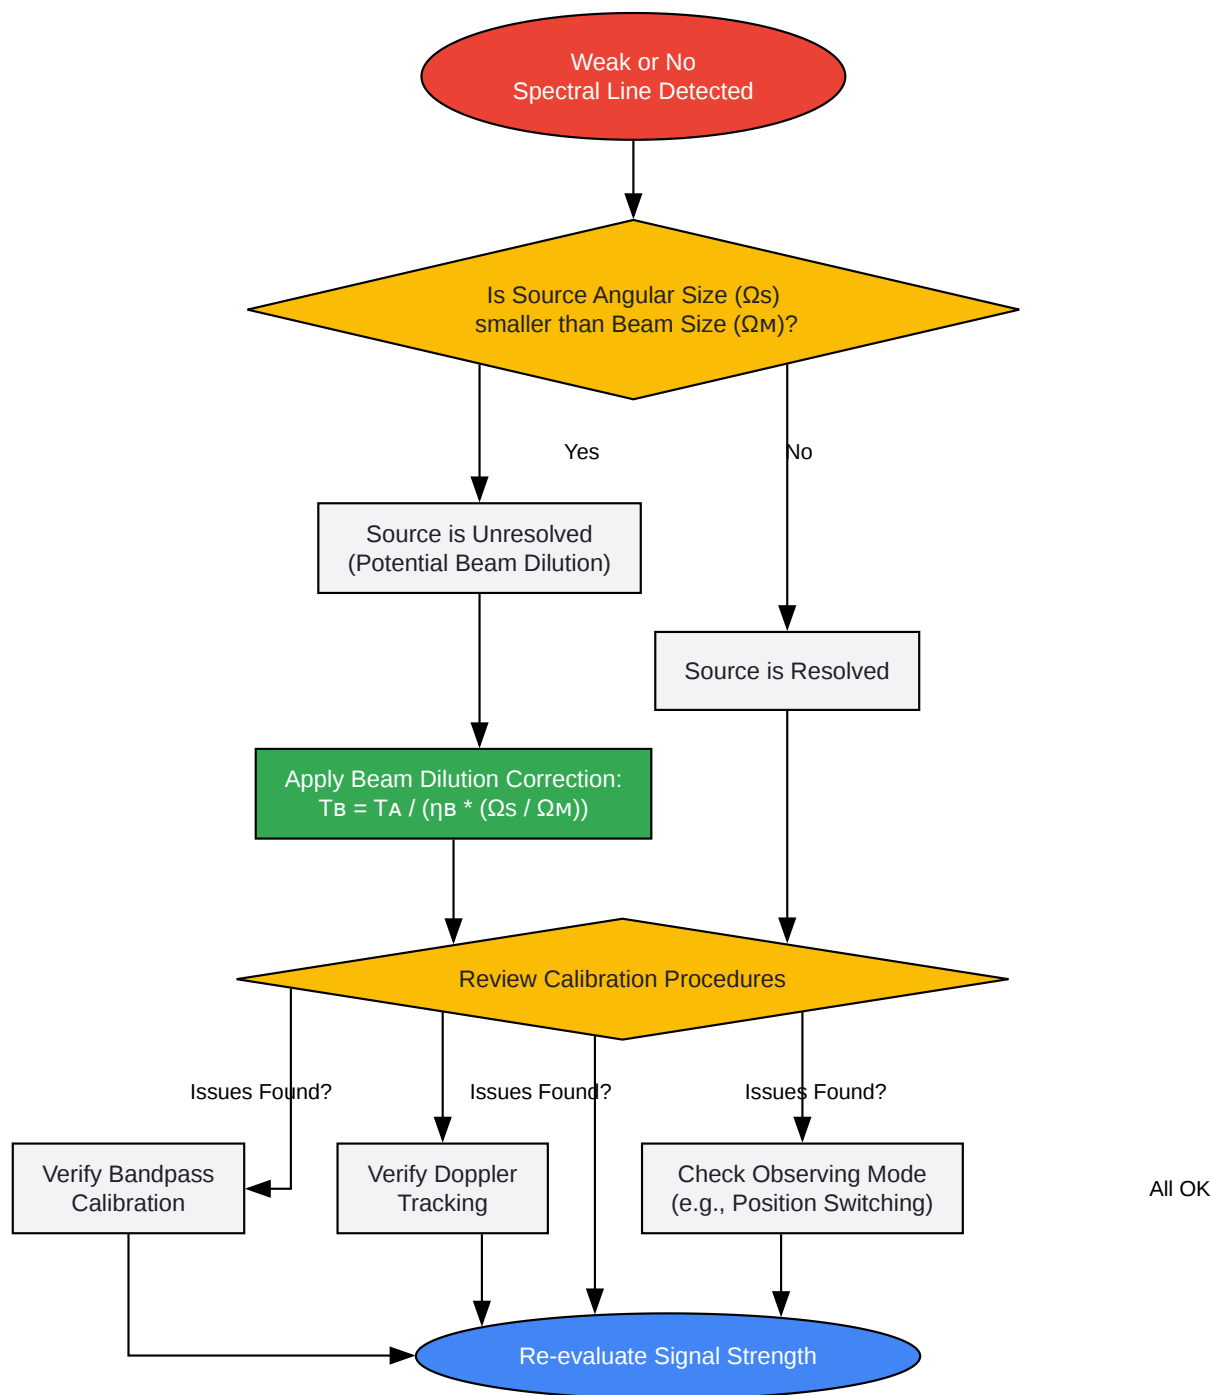 Weak or No
Spectral Line Detected
Is Source Angular Size (Ωs)
smaller than Beam Size (Ωᴍ)?
Yes
No
Source is Unresolved
(Potential Beam Dilution)
Source is Resolved
Apply Beam Dilution Correction:
Tʙ = Tᴀ / (ηʙ * (Ωs / Ωᴍ))
Review Calibration Procedures
Issues Found?
Issues Found?
Issues Found?
Verify Bandpass
Calibration
Verify Doppler
Tracking
Check Observing Mode
(e.g., Position Switching)
All OK
Re-evaluate Signal Strength